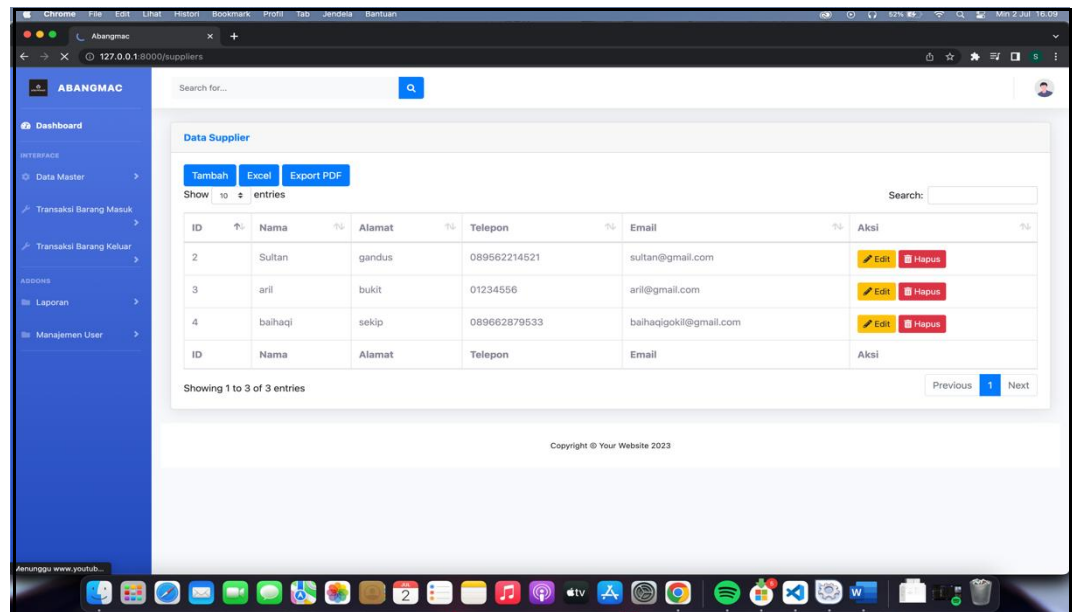 Chrome File Edit Lihat Histori Bookmark Profil Tab Jendela Bantuan 52% Min 2 Jul 16.09
Abangmac
127.0.0.1:8000/suppliers
S
ABANGMAC
Search for...
Dashboard
Data Supplier
INTERFACE
Data Master
Tambah Excel Export PDF
Show 10 entries Search:
Transaksi Barang Masuk
ID Nama Alamat Telepon Email Aksi
Transaksi Barang Keluar
2 Sultan gandus 089562214521 sultan@gmail.com Edit Hapus
ADDONS
3 aril bukit 01234556 aril@gmail.com Edit Hapus
Laporan
4 baihaqi sekip 089662879533 baihaqigokil@gmail.com Edit Hapus
Manajemen User
ID Nama Alamat Telepon Email Aksi
Showing 1 to 3 of 3 entries Previous 1 Next
Copyright © Your Website 2023
Menunggu www.youtub...
JUL
2
tv
W